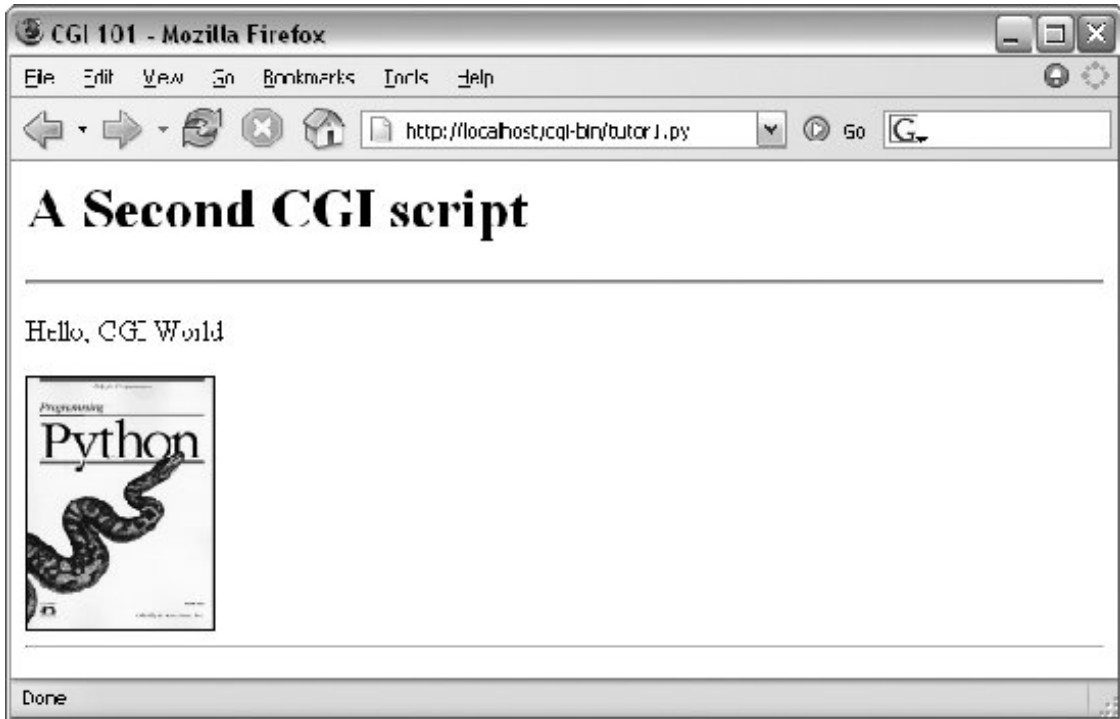 CGI 101 - Mozilla Firefox
File Edit View Go Bookmarks Tools Help
http://localhost/cgi-bin/tutor1.py Go G
A Second CGI script
Hello, CGI World
Programming
Python
Done